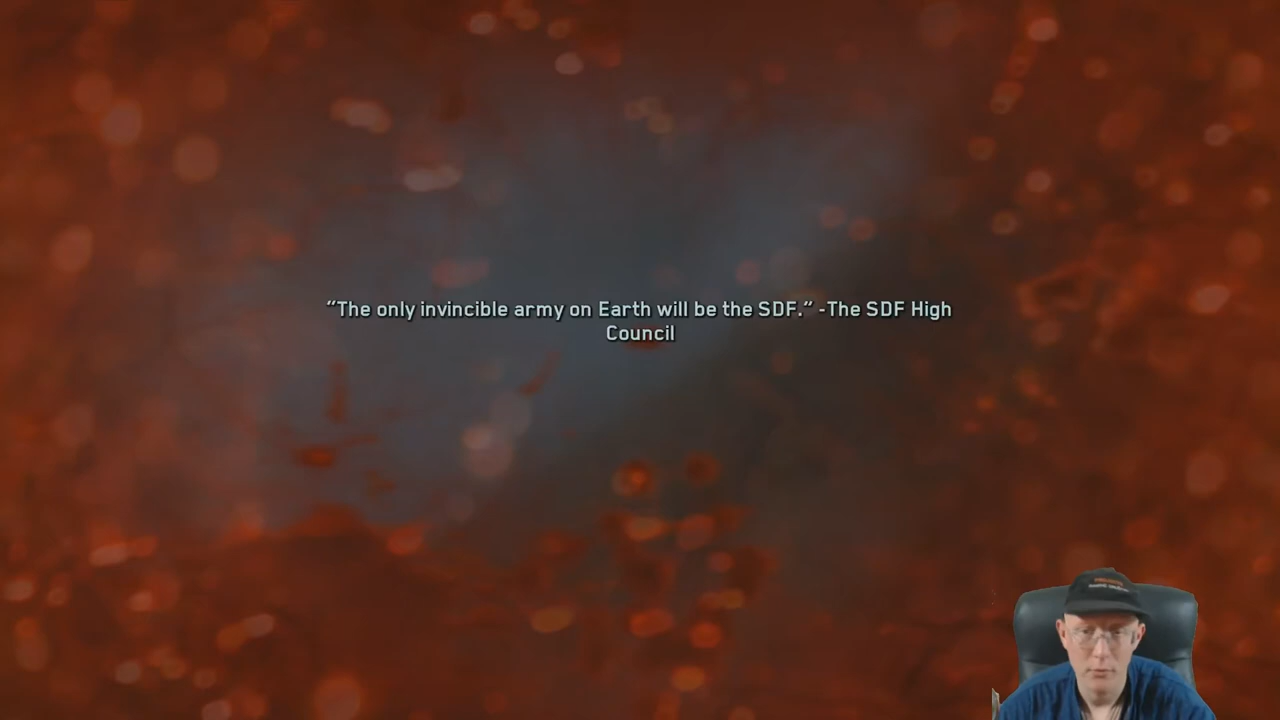 “The only invincible army on Earth will be the SDF.” -The SDF High
Council